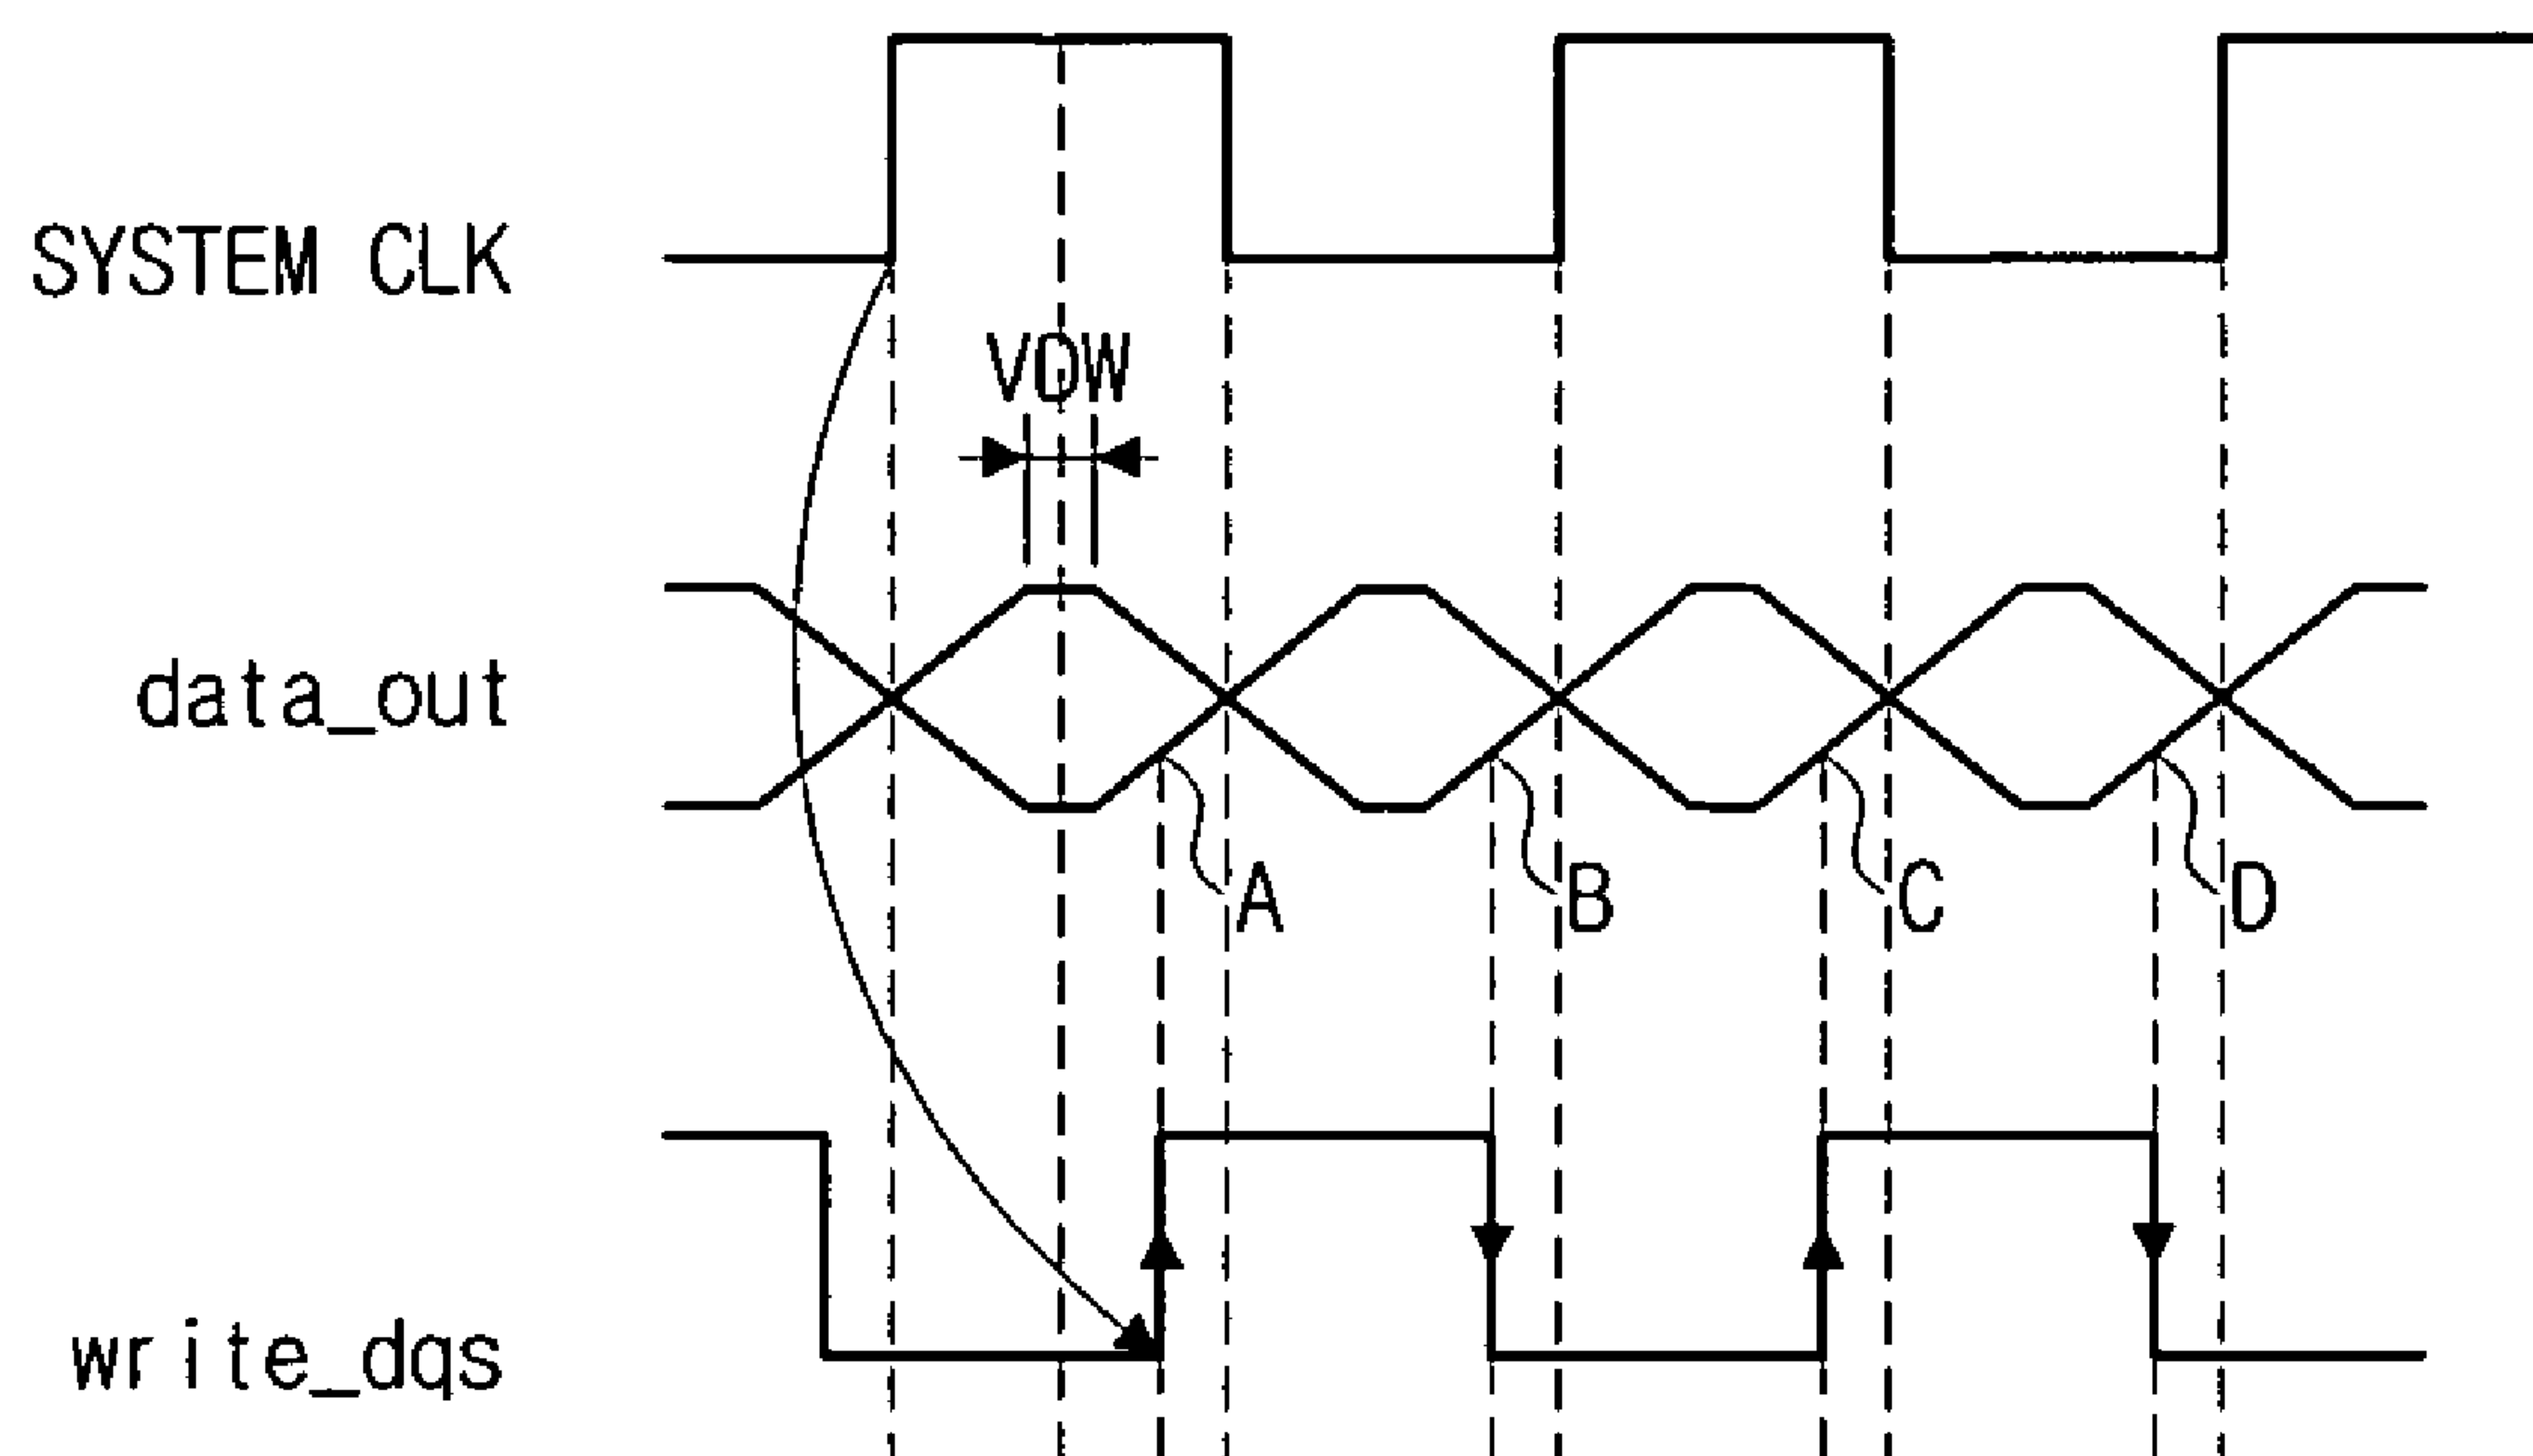 SYSTEM CLK
VDW
data_out
A
B
C
D
write_dqs